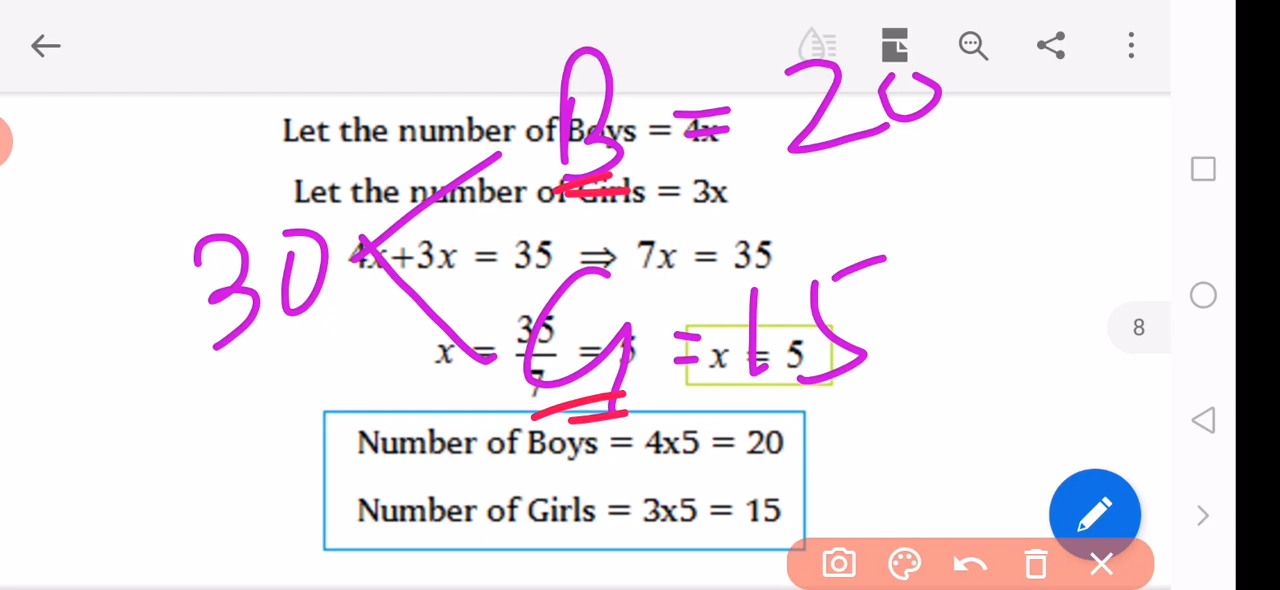 B = 20
Let the number of Boys = 4x
Let the number of Girls = 3x
30
4x+3x = 35 ⇒ 7x = 35
G = 15
x = 35/7 = 5 x = 5
8
Number of Boys = 4x5 = 20
Number of Girls = 3x5 = 15